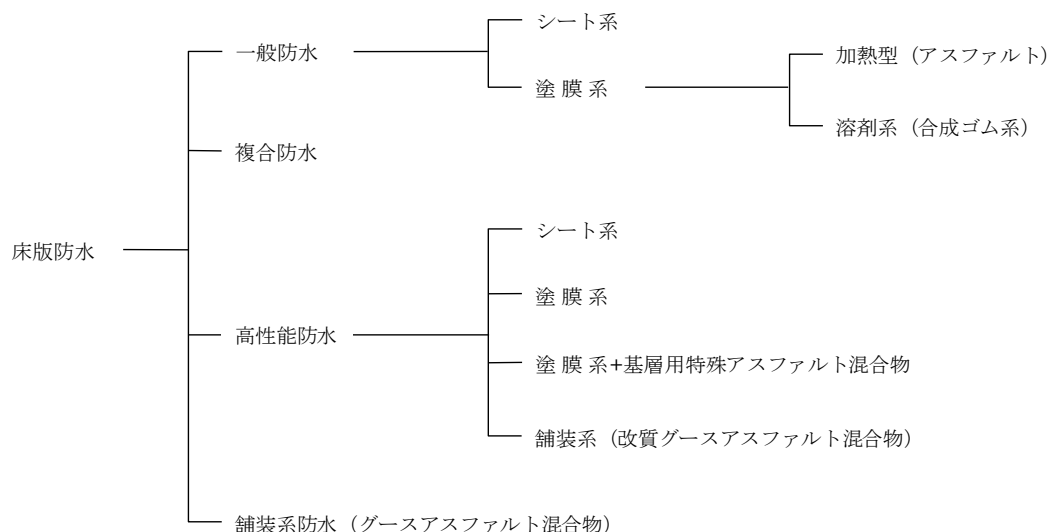 床版防水
一般防水
シート系
塗 膜 系
加熱型（アスファルト）
溶剤系（合成ゴム系）
複合防水
高性能防水
シート系
塗 膜 系
塗 膜 系+基層用特殊アスファルト混合物
舗装系（改質グースアスファルト混合物）
舗装系防水（グースアスファルト混合物）